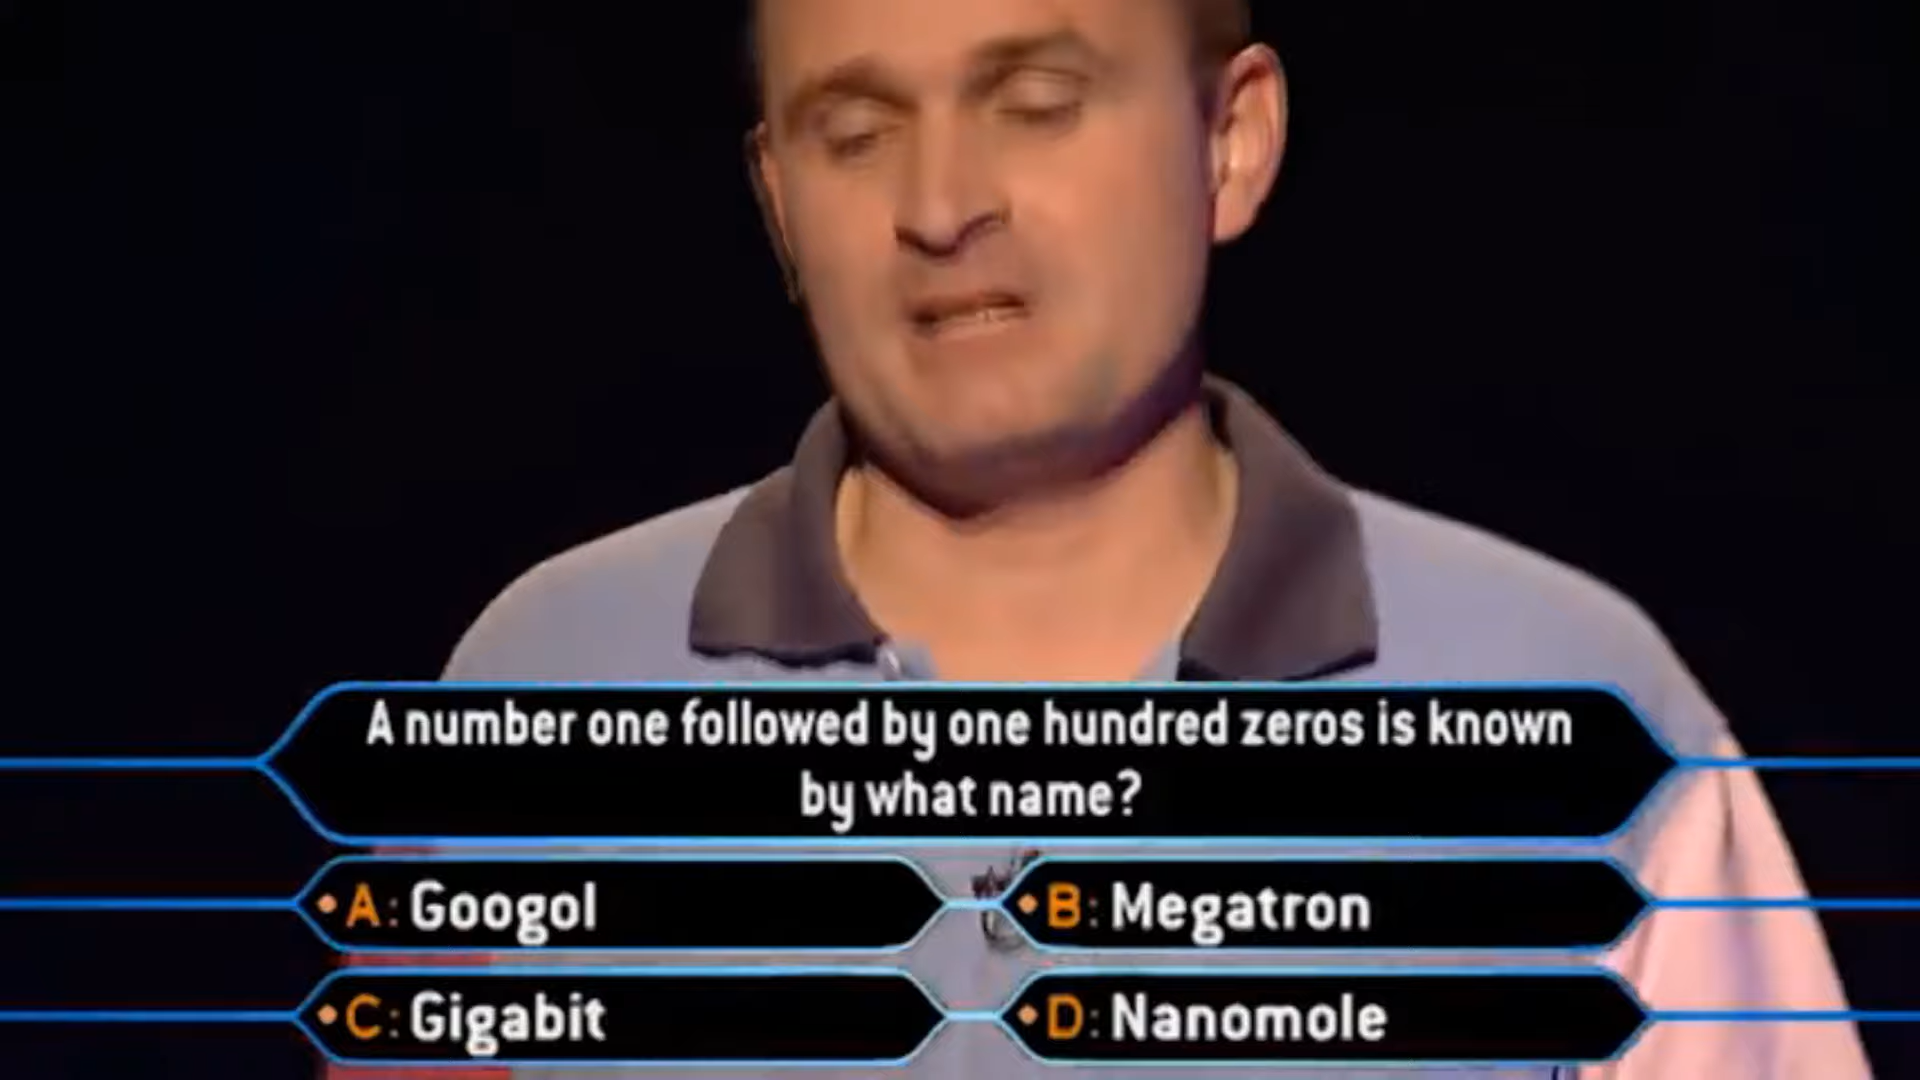 A number one followed by one hundred zeros is known
by what name?
A: Googol
B: Megatron
C: Gigabit
D: Nanomole